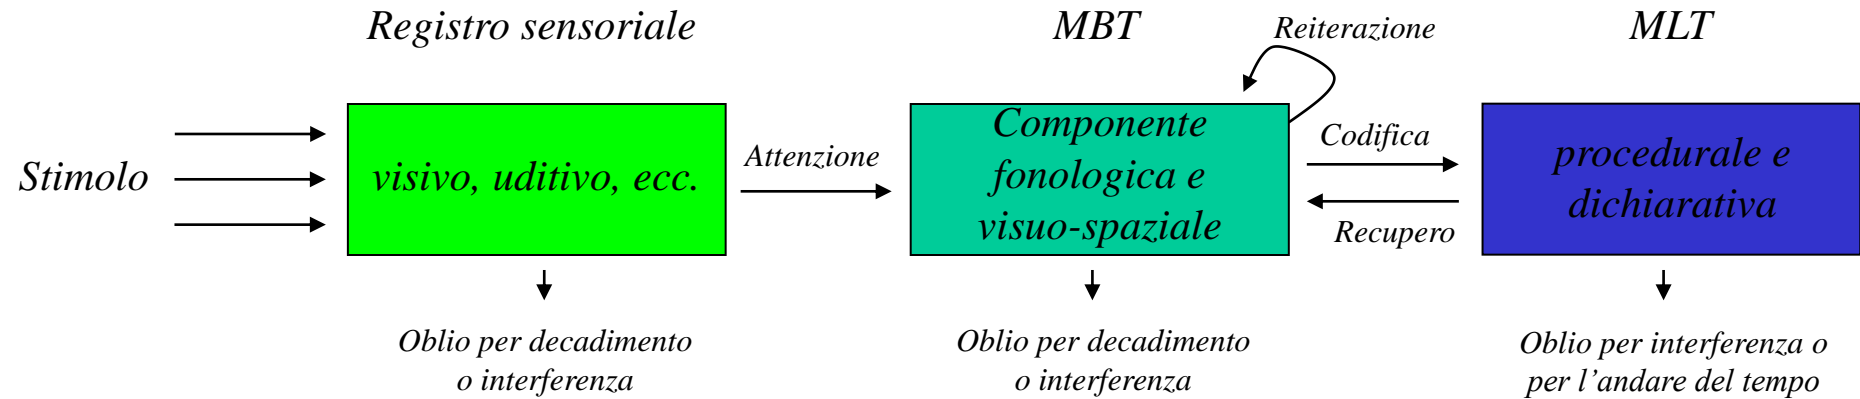 Registro sensoriale
MBT
Reiterazione
MLT
Stimolo
visivo, uditivo, ecc.
Attenzione
Componente
fonologica e
visuo-spaziale
Codifica
Recupero
procedurale e
dichiarativa
Oblio per decadimento
o interferenza
Oblio per decadimento
o interferenza
Oblio per interferenza o
per l’andare del tempo